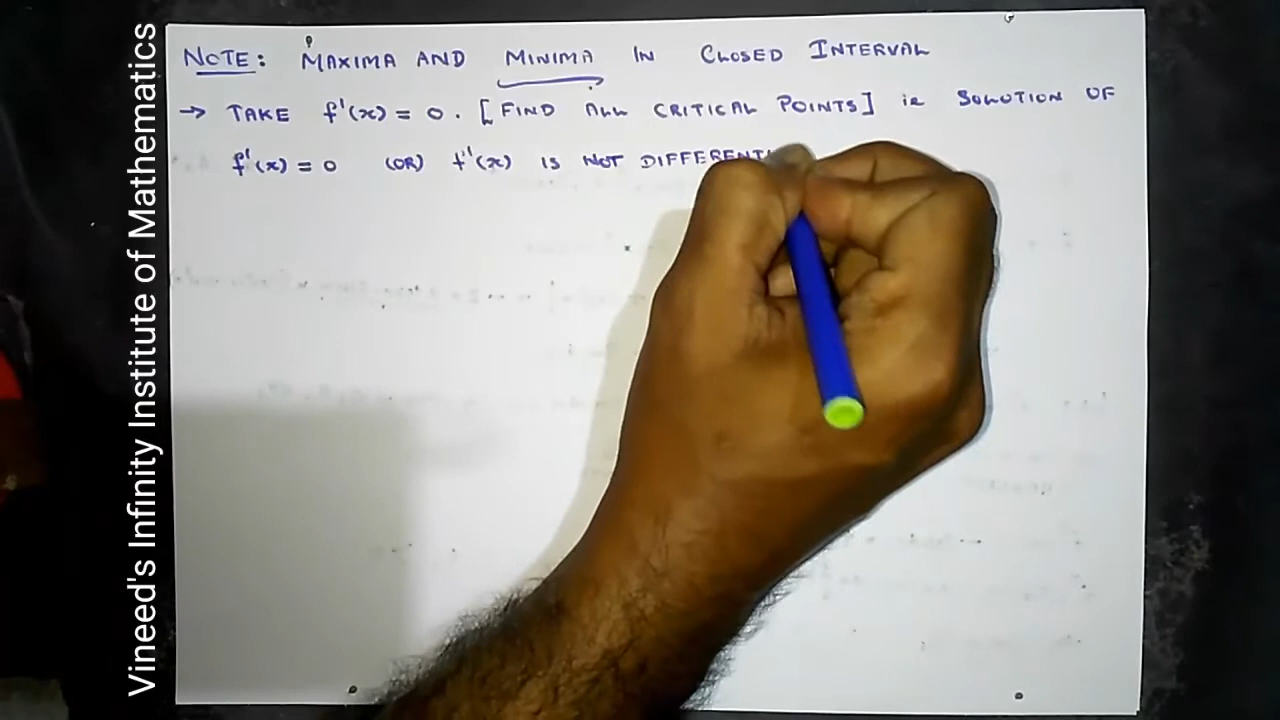 NOTE: MAXIMA AND MINIMA IN CLOSED INTERVAL
→ TAKE f'(x) = 0. [FIND ALL CRITICAL POINTS] ie SOLUTION OF
f'(x) = 0 (OR) f'(x) IS NOT
Vineed's Infinity Institute of Mathematics